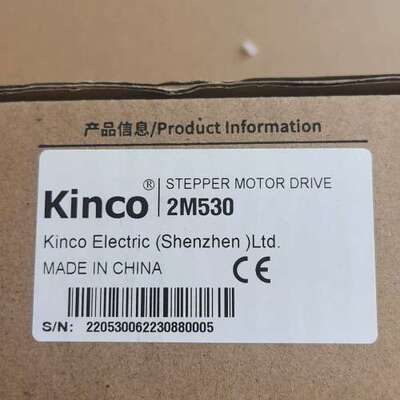 产品信息/Product Information
Kinco® STEPPER MOTOR DRIVE
2M530
Kinco Electric (Shenzhen )Ltd.
MADE IN CHINA CE
S/N: 220530062230880005